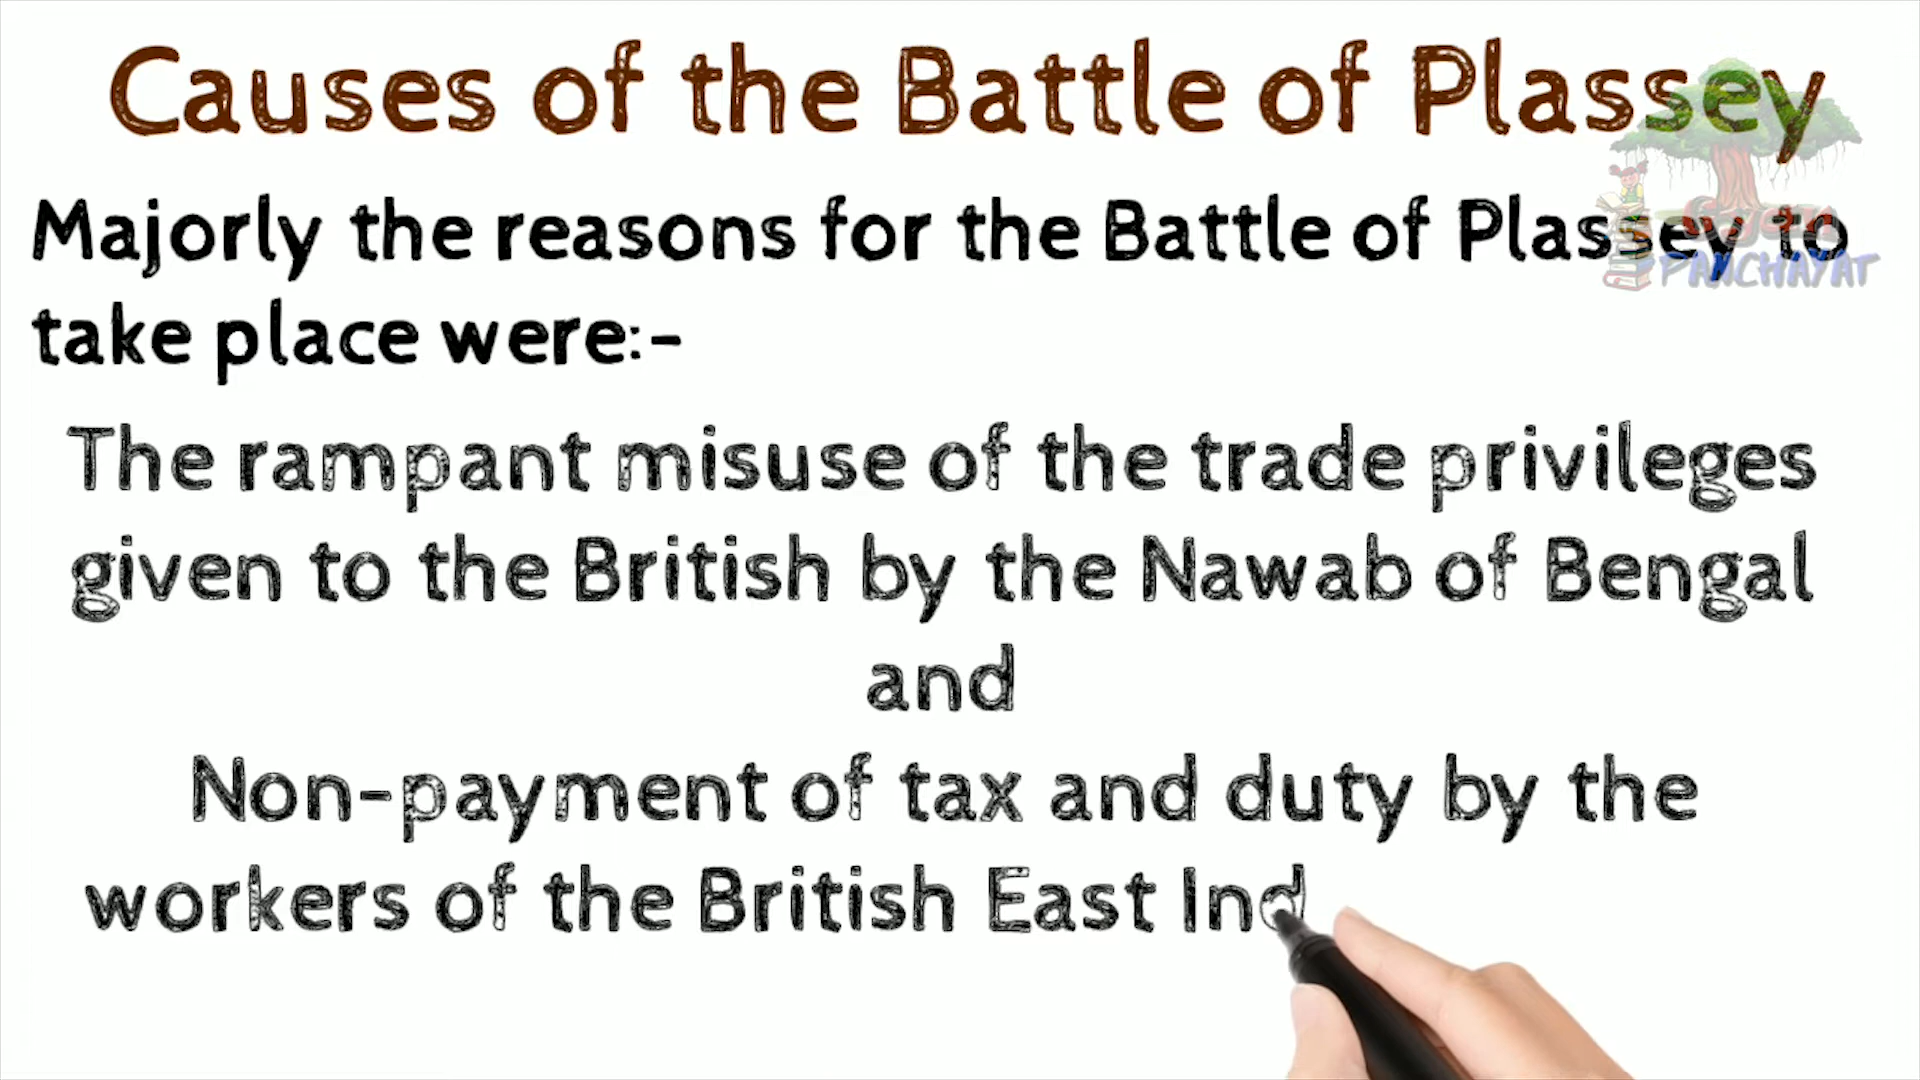 Causes of the Battle of Plassey
Majorly the reasons for the Battle of Plassey to
take place were:-
The rampant misuse of the trade privileges
given to the British by the Nawab of Bengal
and
Non-payment of tax and duty by the
workers of the British East Ind
PANCHAYAT